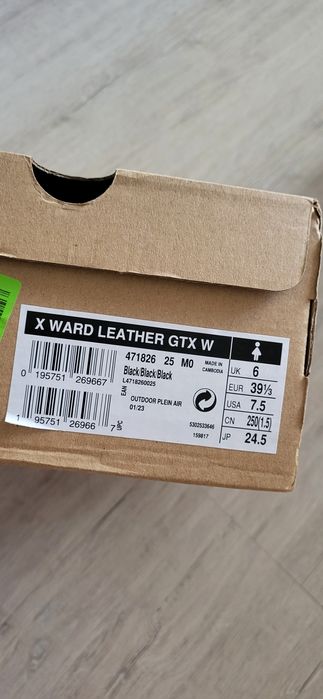 X WARD LEATHER GTX W
471826 25 M0
MADE IN
CAMBODIA
Black/Black/Black
L4718260025
0 195751 269667
EAN
OUTDOOR PLEIN AIR
01/23
1 95751 26966 7
UPC
5302533646
159817
UK 6
EUR 39⅓
USA 7.5
CN 250(1.5)
JP 24.5